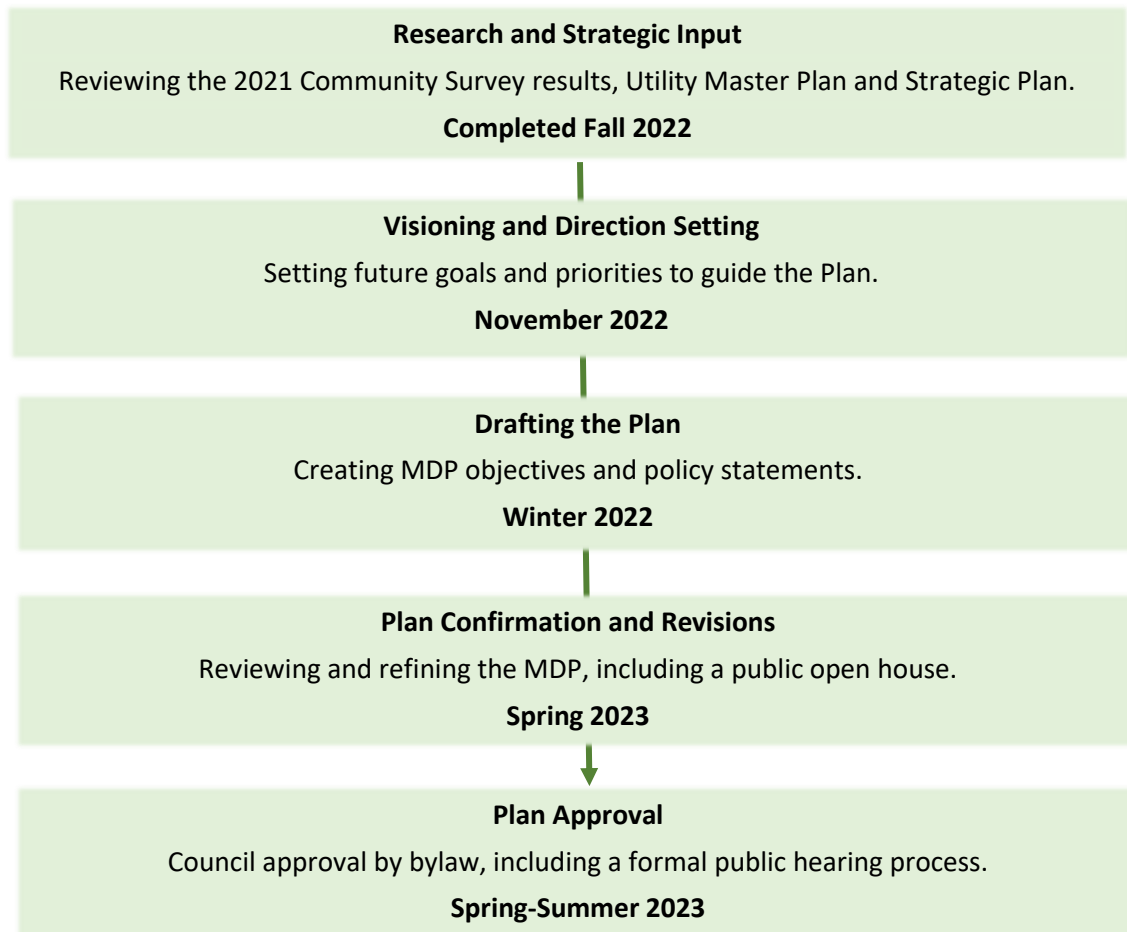 Research and Strategic Input
Reviewing the 2021 Community Survey results, Utility Master Plan and Strategic Plan.
Completed Fall 2022
Visioning and Direction Setting
Setting future goals and priorities to guide the Plan.
November 2022
Drafting the Plan
Creating MDP objectives and policy statements.
Winter 2022
Plan Confirmation and Revisions
Reviewing and refining the MDP, including a public open house.
Spring 2023
Plan Approval
Council approval by bylaw, including a formal public hearing process.
Spring-Summer 2023